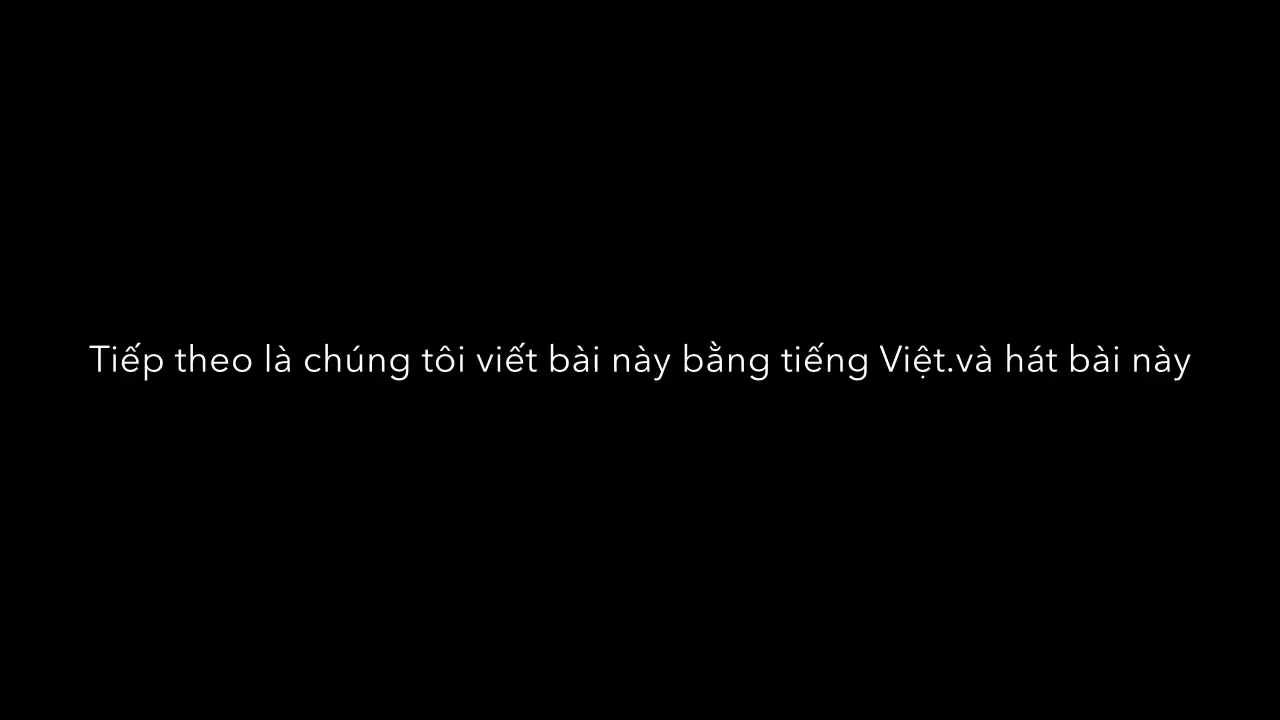 Tiếp theo là chúng tôi viết bài này bằng tiếng Việt.và hát bài này